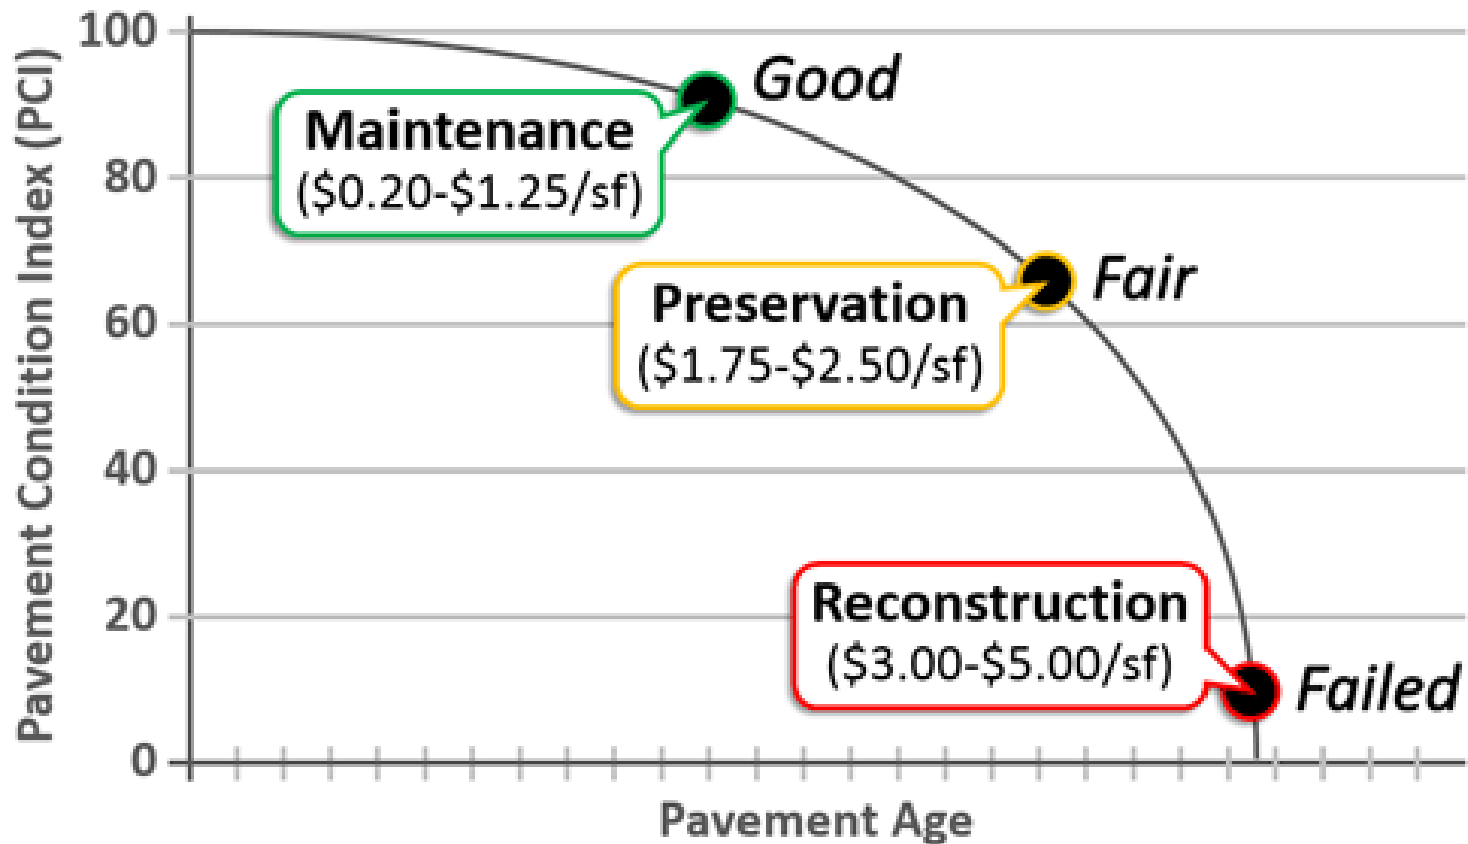 Pavement Condition Index (PCI)
100
80
60
40
20
0
Good
Maintenance
($0.20-$1.25/sf)
Fair
Preservation
($1.75-$2.50/sf)
Reconstruction
($3.00-$5.00/sf)
Failed
Pavement Age